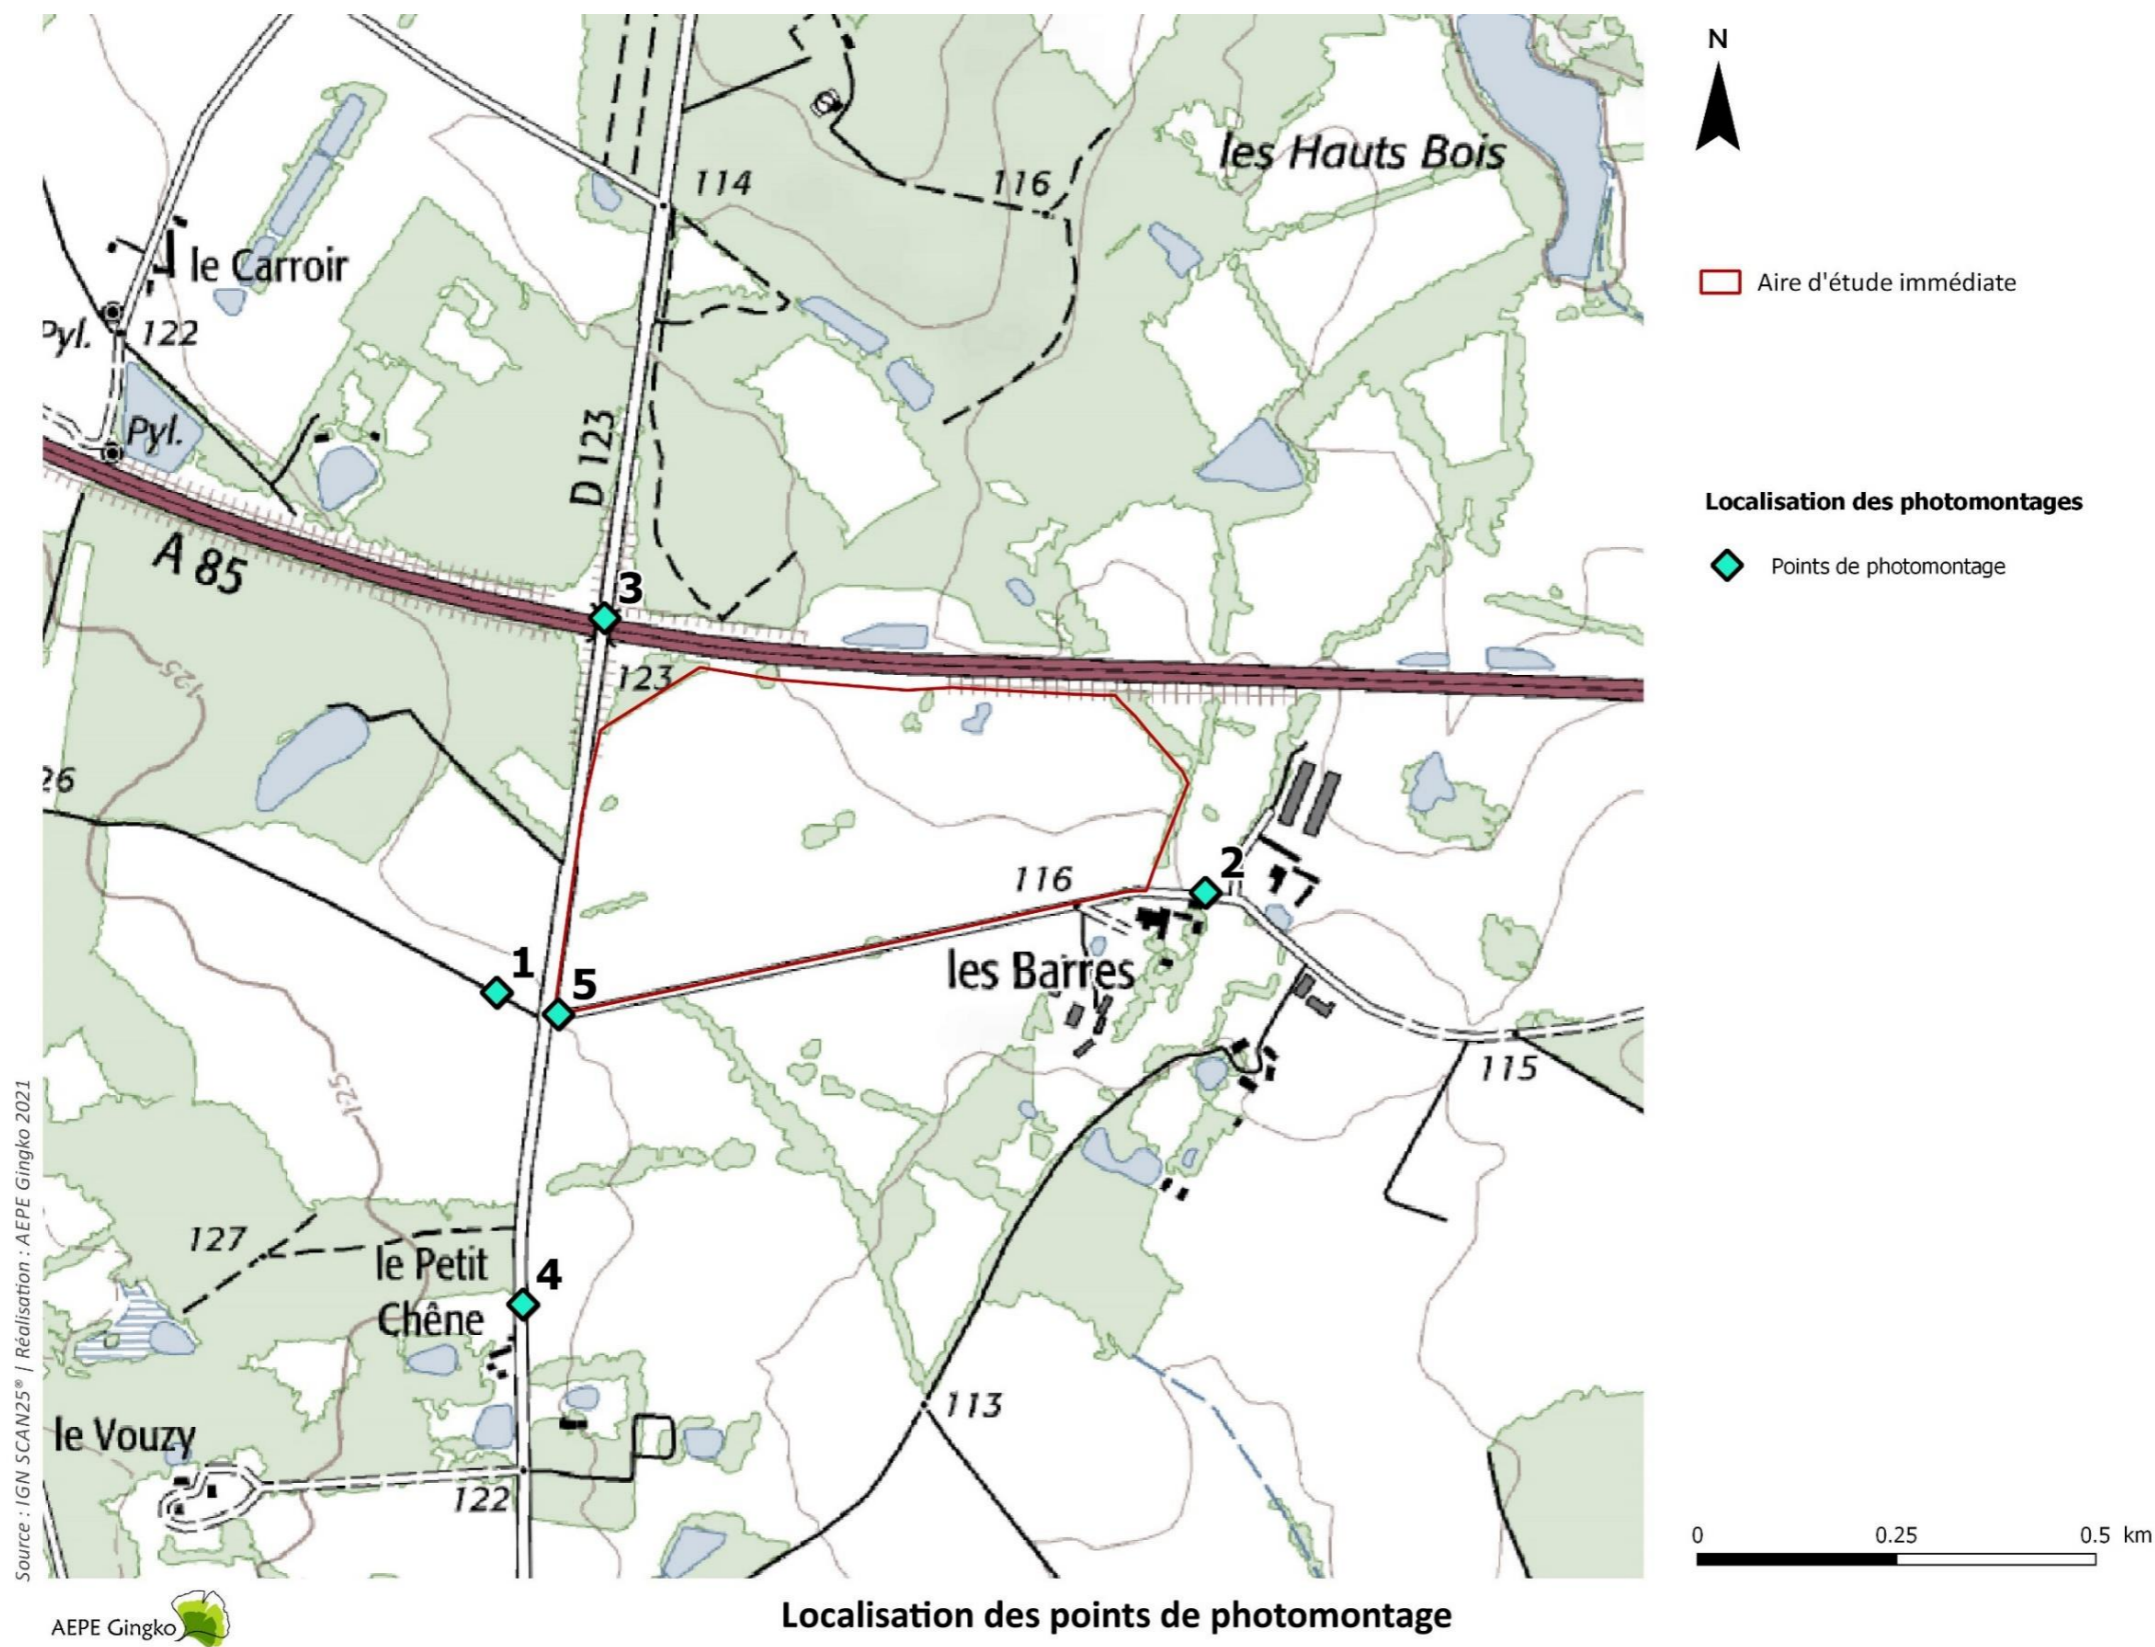 N
Aire d'étude immédiate
Localisation des photomontages
Points de photomontage
0 0.25 0.5 km
les Hauts Bois
114
116
le Carroir
Pyl.
122
Pyl.
D 123
A 85
3
123
125
26
2
116
1
5
les Barres
115
125
127
le Petit
Chêne
4
113
le Vouzy
122
Source : IGN SCAN25® | Réalisation : AEPE Gingko 2021
AEPE Gingko
Localisation des points de photomontage